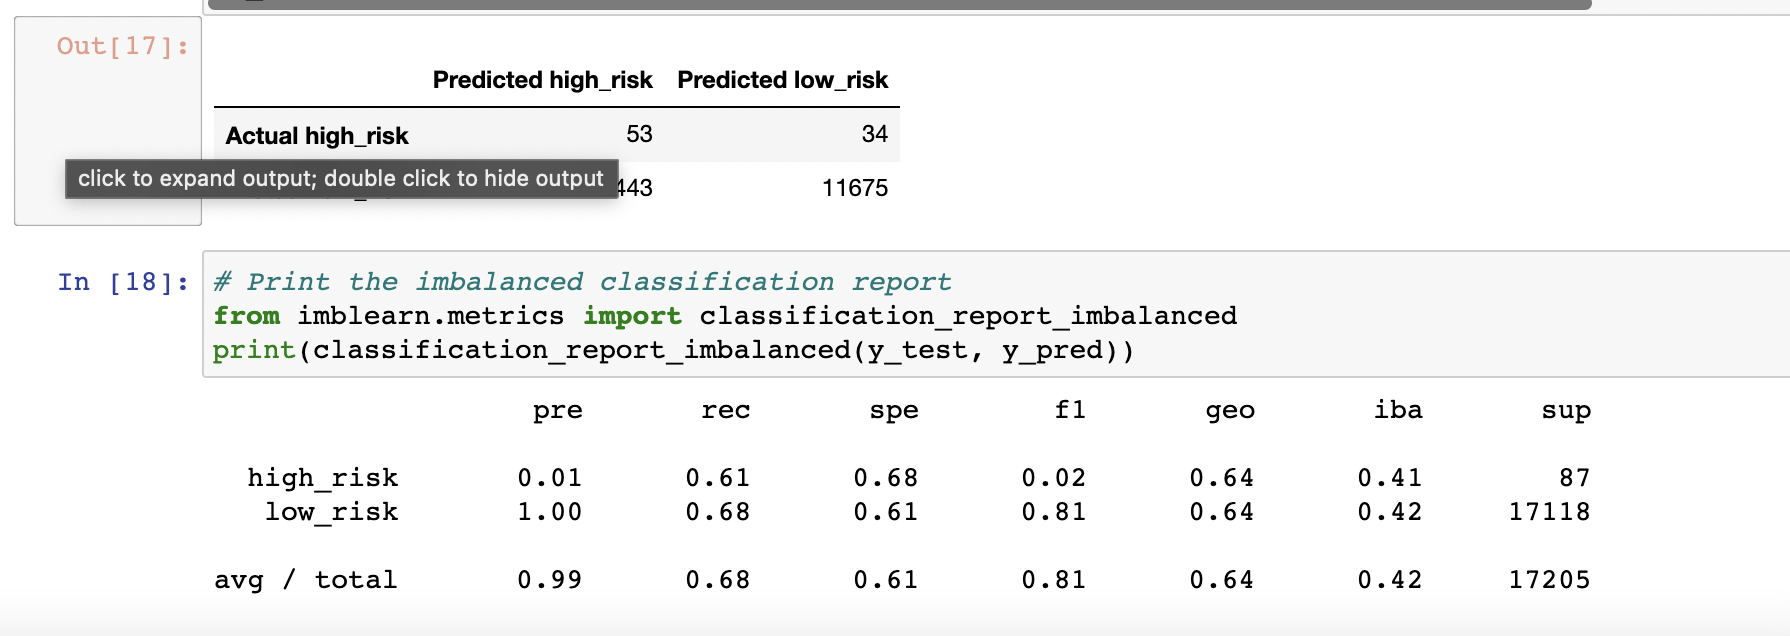 Out[17]:
Predicted high_risk Predicted low_risk
Actual high_risk 53 34
click to expand output; double click to hide output 443 11675
In [18]: # Print the imbalanced classification report
from imblearn.metrics import classification_report_imbalanced
print(classification_report_imbalanced(y_test, y_pred))
pre rec spe f1 geo iba sup
high_risk 0.01 0.61 0.68 0.02 0.64 0.41 87
low_risk 1.00 0.68 0.61 0.81 0.64 0.42 17118
avg / total 0.99 0.68 0.61 0.81 0.64 0.42 17205